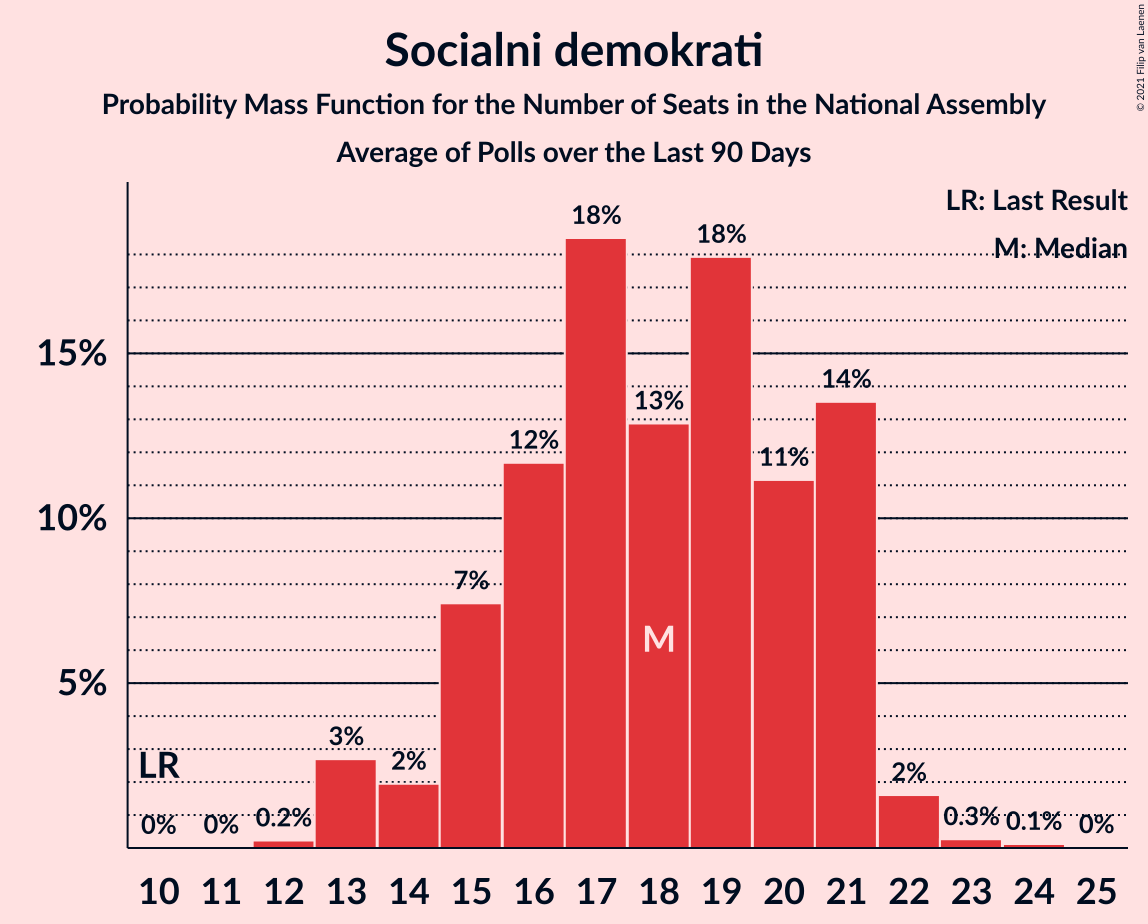 Socialni demokrati
Probability Mass Function for the Number of Seats in the National Assembly
Average of Polls over the Last 90 Days
© 2021 Filip van Laenen
LR: Last Result
M: Median
18%
18%
15%
14%
13%
12%
11%
10%
7%
M
5%
3%
2%
LR
2%
0%
0%
0.2%
0.3%
0.1%
0%
10 11 12 13 14 15 16 17 18 19 20 21 22 23 24 25